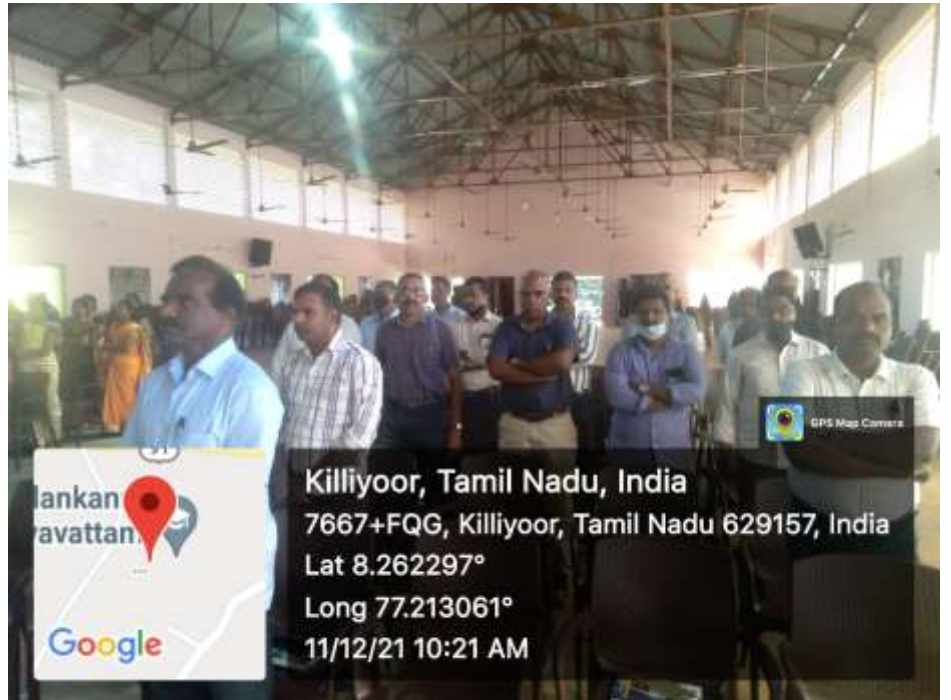 GPS Map Camera
lankan
avattan
Google
Killiyoor, Tamil Nadu, India
7667+FQG, Killiyoor, Tamil Nadu 629157, India
Lat 8.262297°
Long 77.213061°
11/12/21 10:21 AM